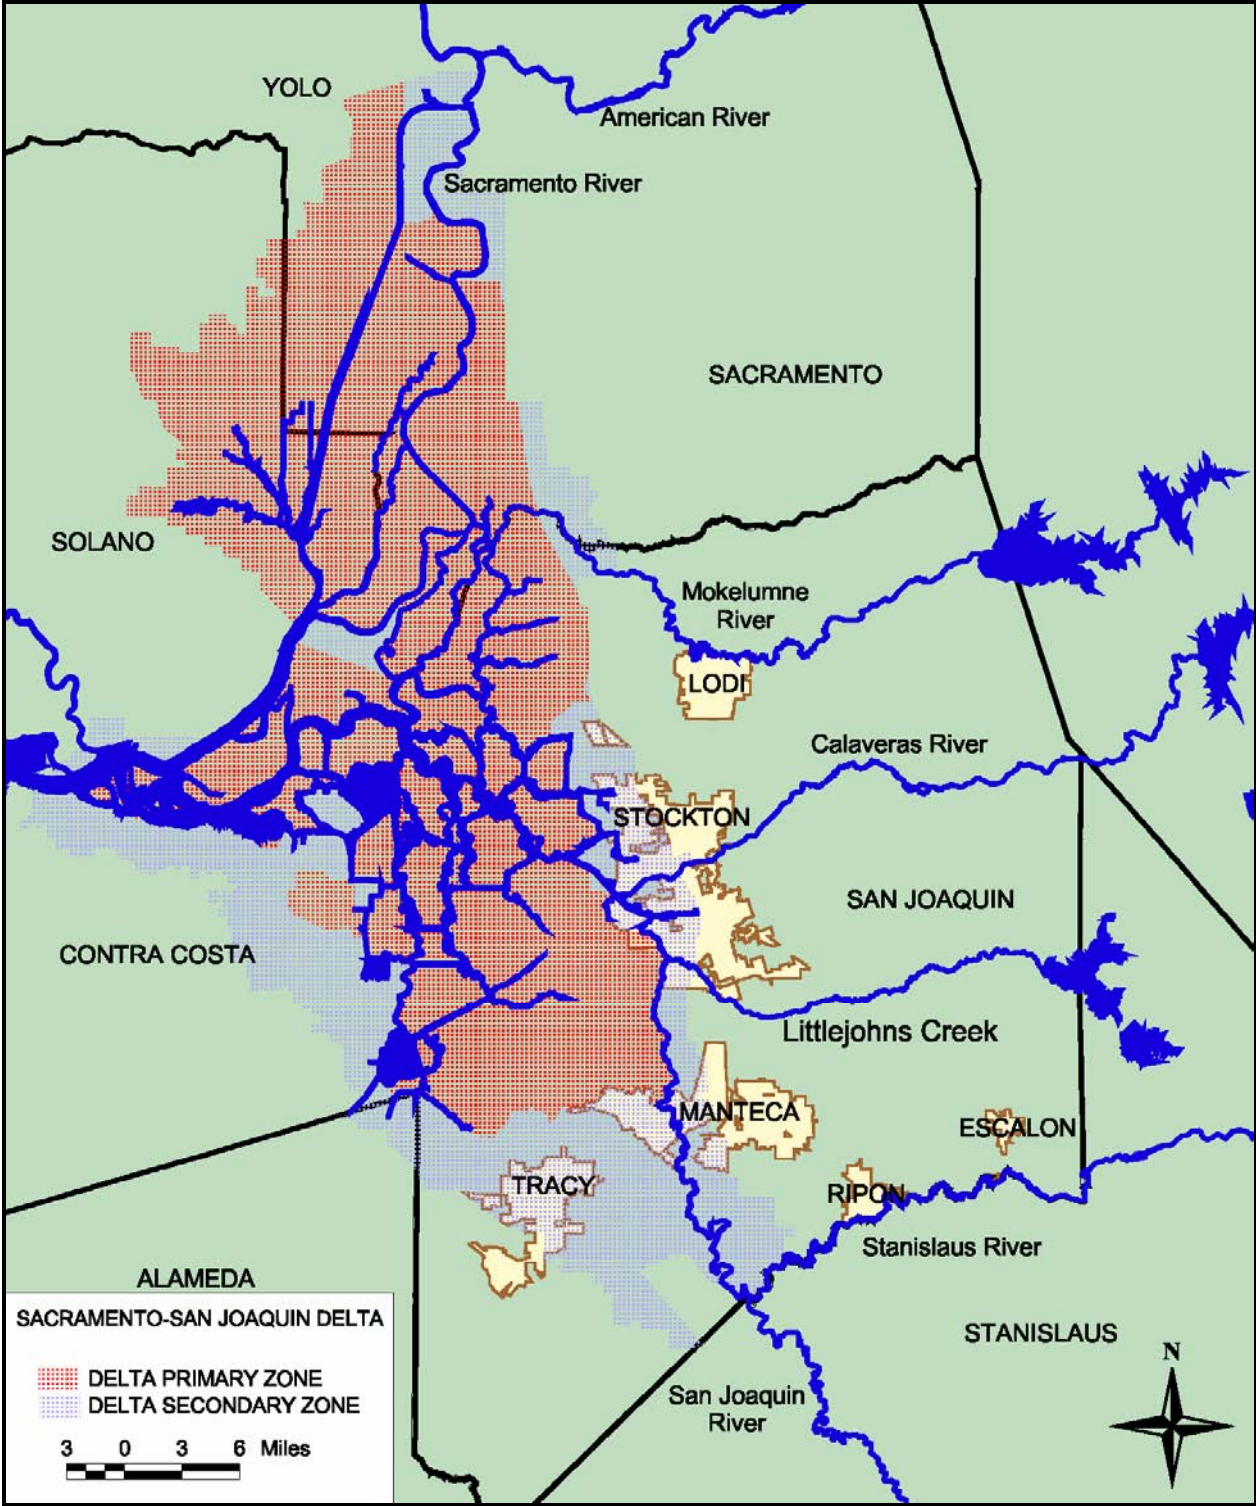 YOLO
American River
Sacramento River
SACRAMENTO
SOLANO
Mokelumne
River
LODI
Calaveras River
STOCKTON
SAN JOAQUIN
CONTRA COSTA
Littlejohns Creek
MANTECA
ESCALON
TRACY
RIPON
Stanislaus River
ALAMEDA
SACRAMENTO-SAN JOAQUIN DELTA
STANISLAUS
N
DELTA PRIMARY ZONE
DELTA SECONDARY ZONE
San Joaquin
River
3 0 3 6 Miles